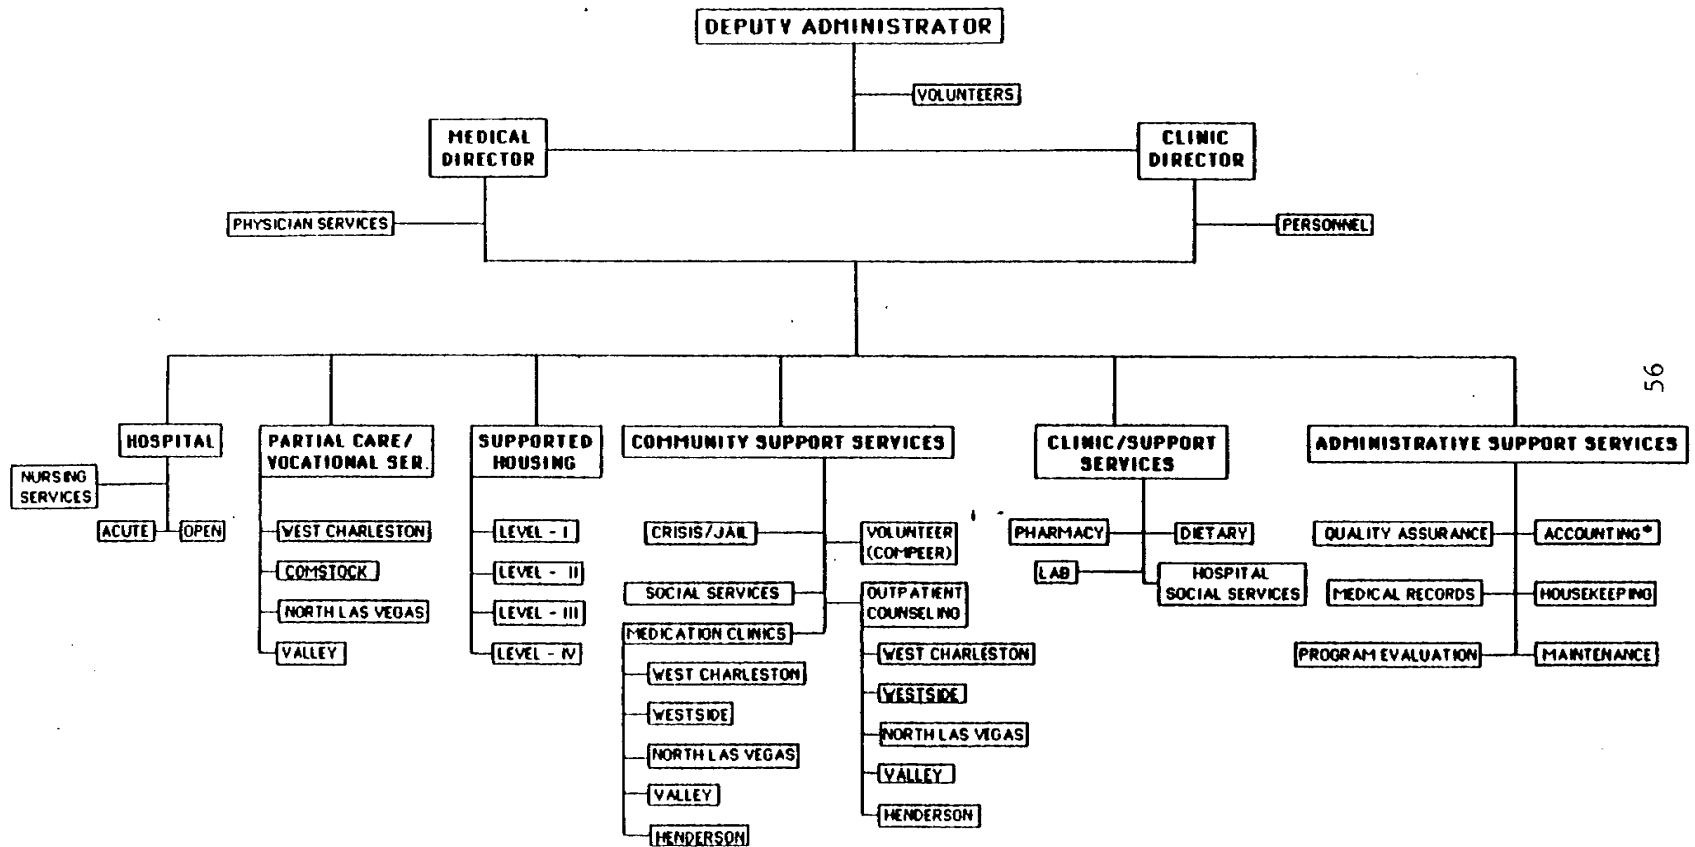 DEPUTY ADMINISTRATOR
VOLUNTEERS
MEDICAL
DIRECTOR
CLINIC
DIRECTOR
PHYSICIAN SERVICES
PERSONNEL
56
HOSPITAL
NURSING
SERVICES
ACUTE
OPEN
PARTIAL CARE/
VOCATIONAL SER.
WEST CHARLESTON
COMSTOCK
NORTH LAS VEGAS
VALLEY
SUPPORTED
HOUSING
LEVEL - I
LEVEL - II
LEVEL - III
LEVEL - IV
COMMUNITY SUPPORT SERVICES
CRISIS/JAIL
SOCIAL SERVICES
MEDICATION CLINICS
WEST CHARLESTON
WESTSIDE
NORTH LAS VEGAS
VALLEY
HENDERSON
VOLUNTEER
(COMPEER)
OUTPATIENT
COUNSELING
WEST CHARLESTON
WESTSIDE
NORTH LAS VEGAS
VALLEY
HENDERSON
CLINIC/SUPPORT
SERVICES
PHARMACY
DIETARY
LAB
HOSPITAL
SOCIAL SERVICES
ADMINISTRATIVE SUPPORT SERVICES
QUALITY ASSURANCE
ACCOUNTING*
MEDICAL RECORDS
HOUSEKEEPING
PROGRAM EVALUATION
MAINTENANCE